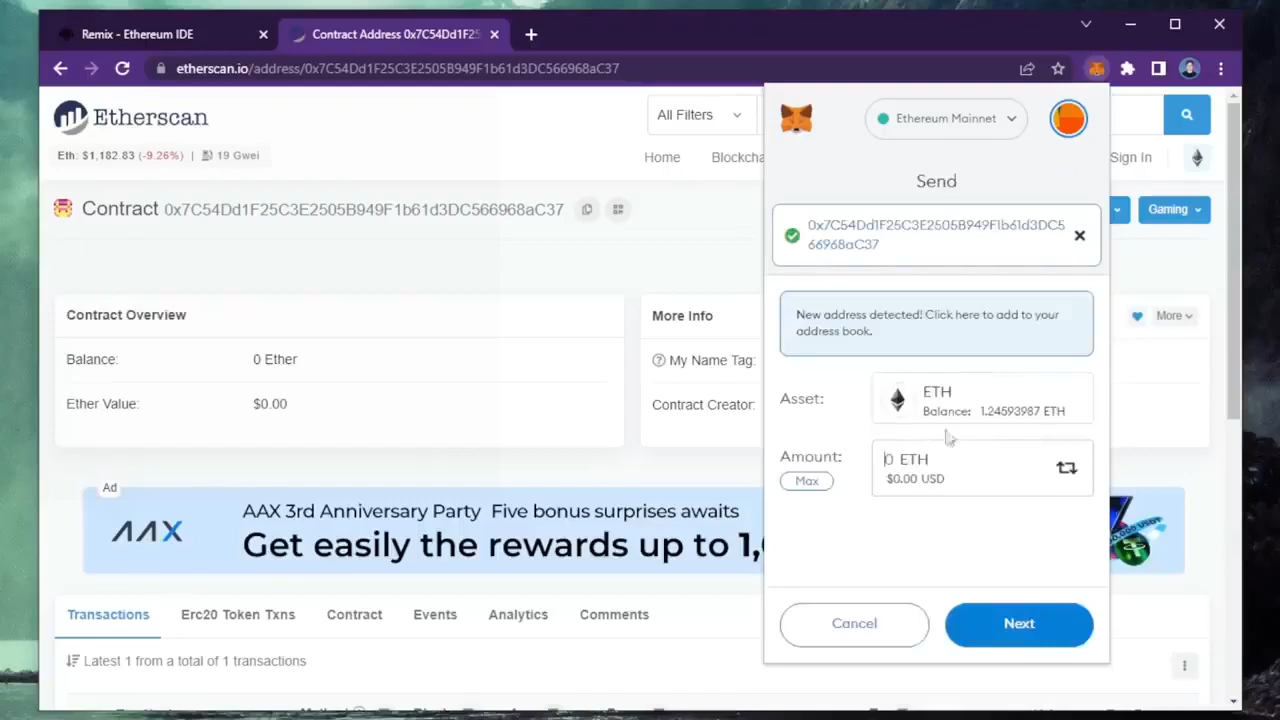 Remix - Ethereum IDE
Contract Address 0x7C54Dd1F25
etherscan.io/address/0x7C54Dd1F25C3E2505B949F1b61d3DC566968aC37
Etherscan
All Filters
Eth: $1,182.83 (-9.26%) | 19 Gwei
Home
Blockcha
Sign In
Contract 0x7C54Dd1F25C3E2505B949F1b61d3DC566968aC37
Gaming
Contract Overview
Balance: 0 Ether
Ether Value: $0.00
More Info
More
My Name Tag:
Contract Creator:
Ad
AAX
AAX 3rd Anniversary Party Five bonus surprises awaits
Get easily the rewards up to 1,
Transactions
Erc20 Token Txns
Contract
Events
Analytics
Comments
Latest 1 from a total of 1 transactions
Ethereum Mainnet
Send
0x7C54Dd1F25C3E2505B949F1b61d3DC5
66968aC37
New address detected! Click here to add to your
address book.
Asset:
ETH
Balance: 1.24593987 ETH
Amount:
Max
0 ETH
$0.00 USD
Cancel
Next